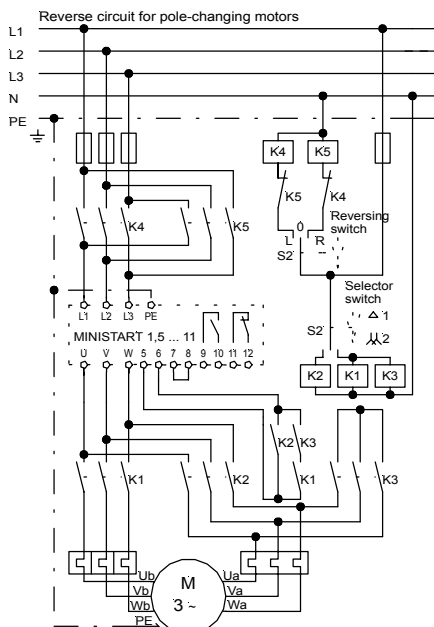 Reverse circuit for pole-changing motors
L1
L2
L3
N
PE
K4 K5
K5 K4
0
L R
Reversing
switch
S2
K4 K5
Selector
switch
L1 L2 L3 PE
1
S2
2
MINISTART 1,5 ... 11
U V W 5 6 7 8 9 10 11 12
K2 K1 K3
K2 K3
K1 K2 K1 K3
Ub Ua
M
Vb Va
3 ~
Wb Wa
PE